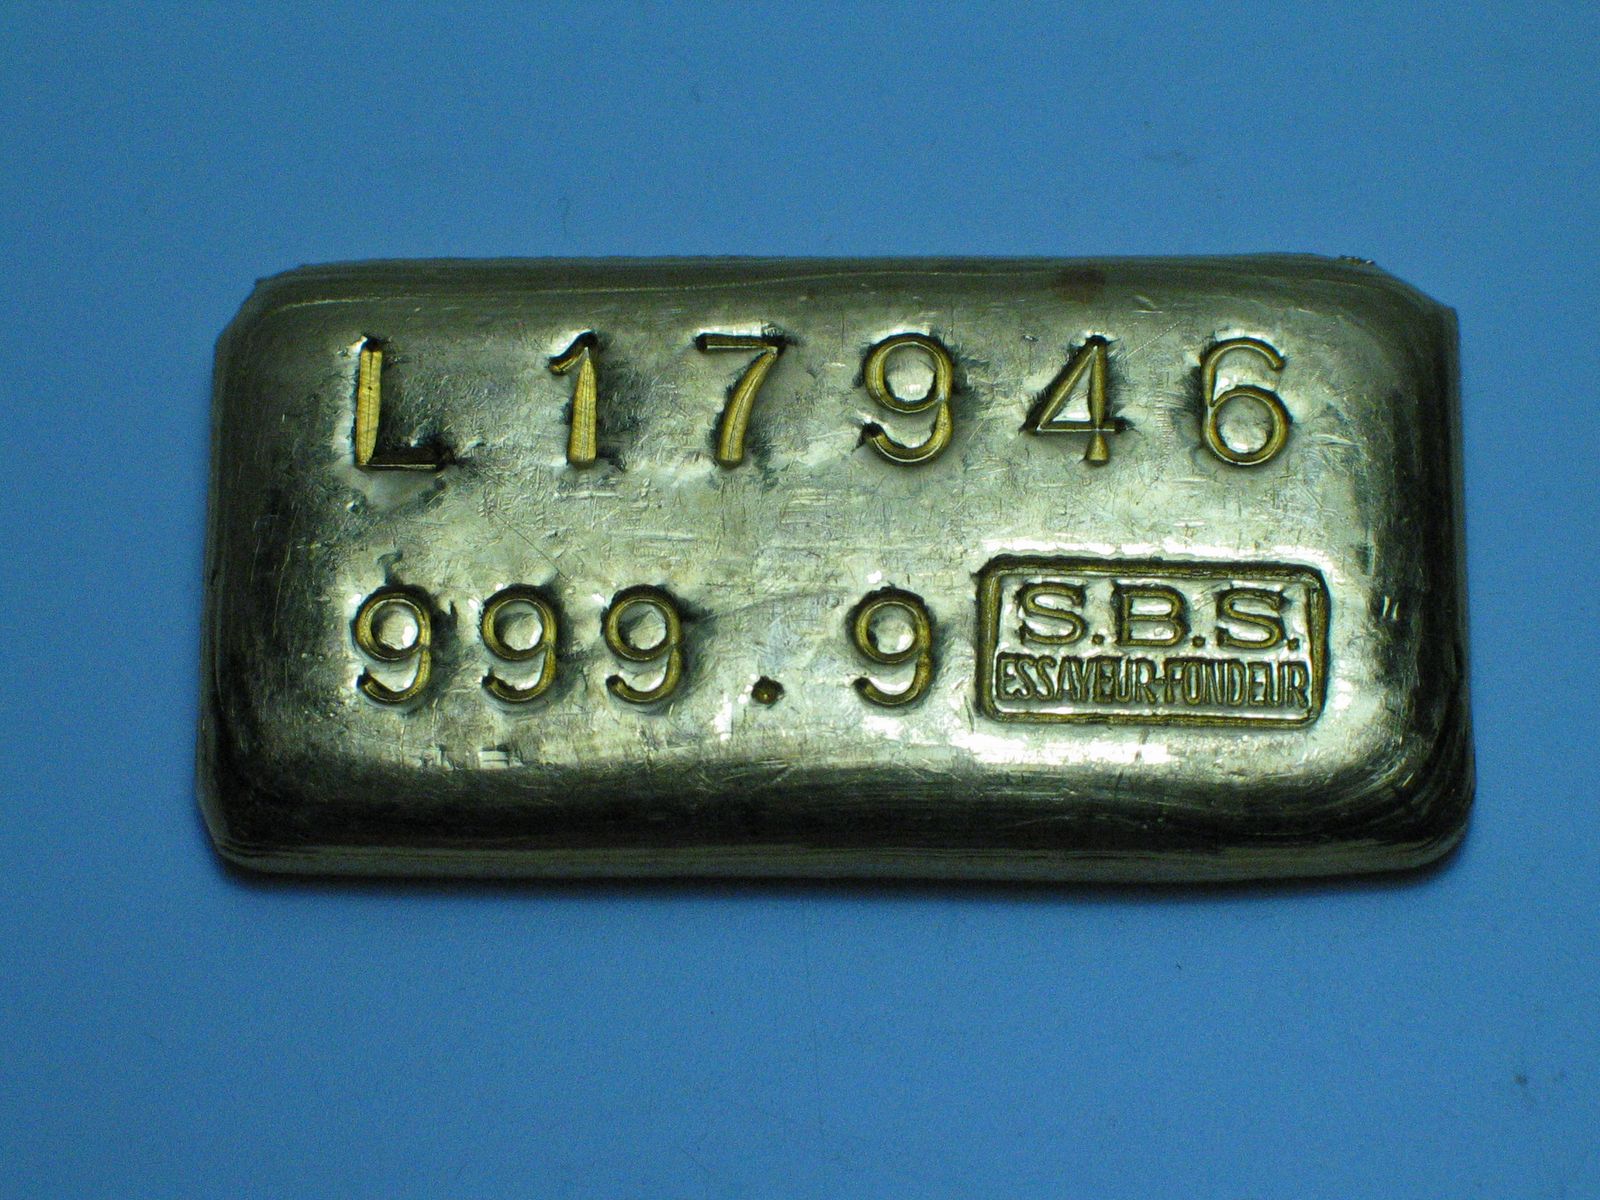 L 17946
999.9
S.B.S.
ESSAYEUR-FONDEUR